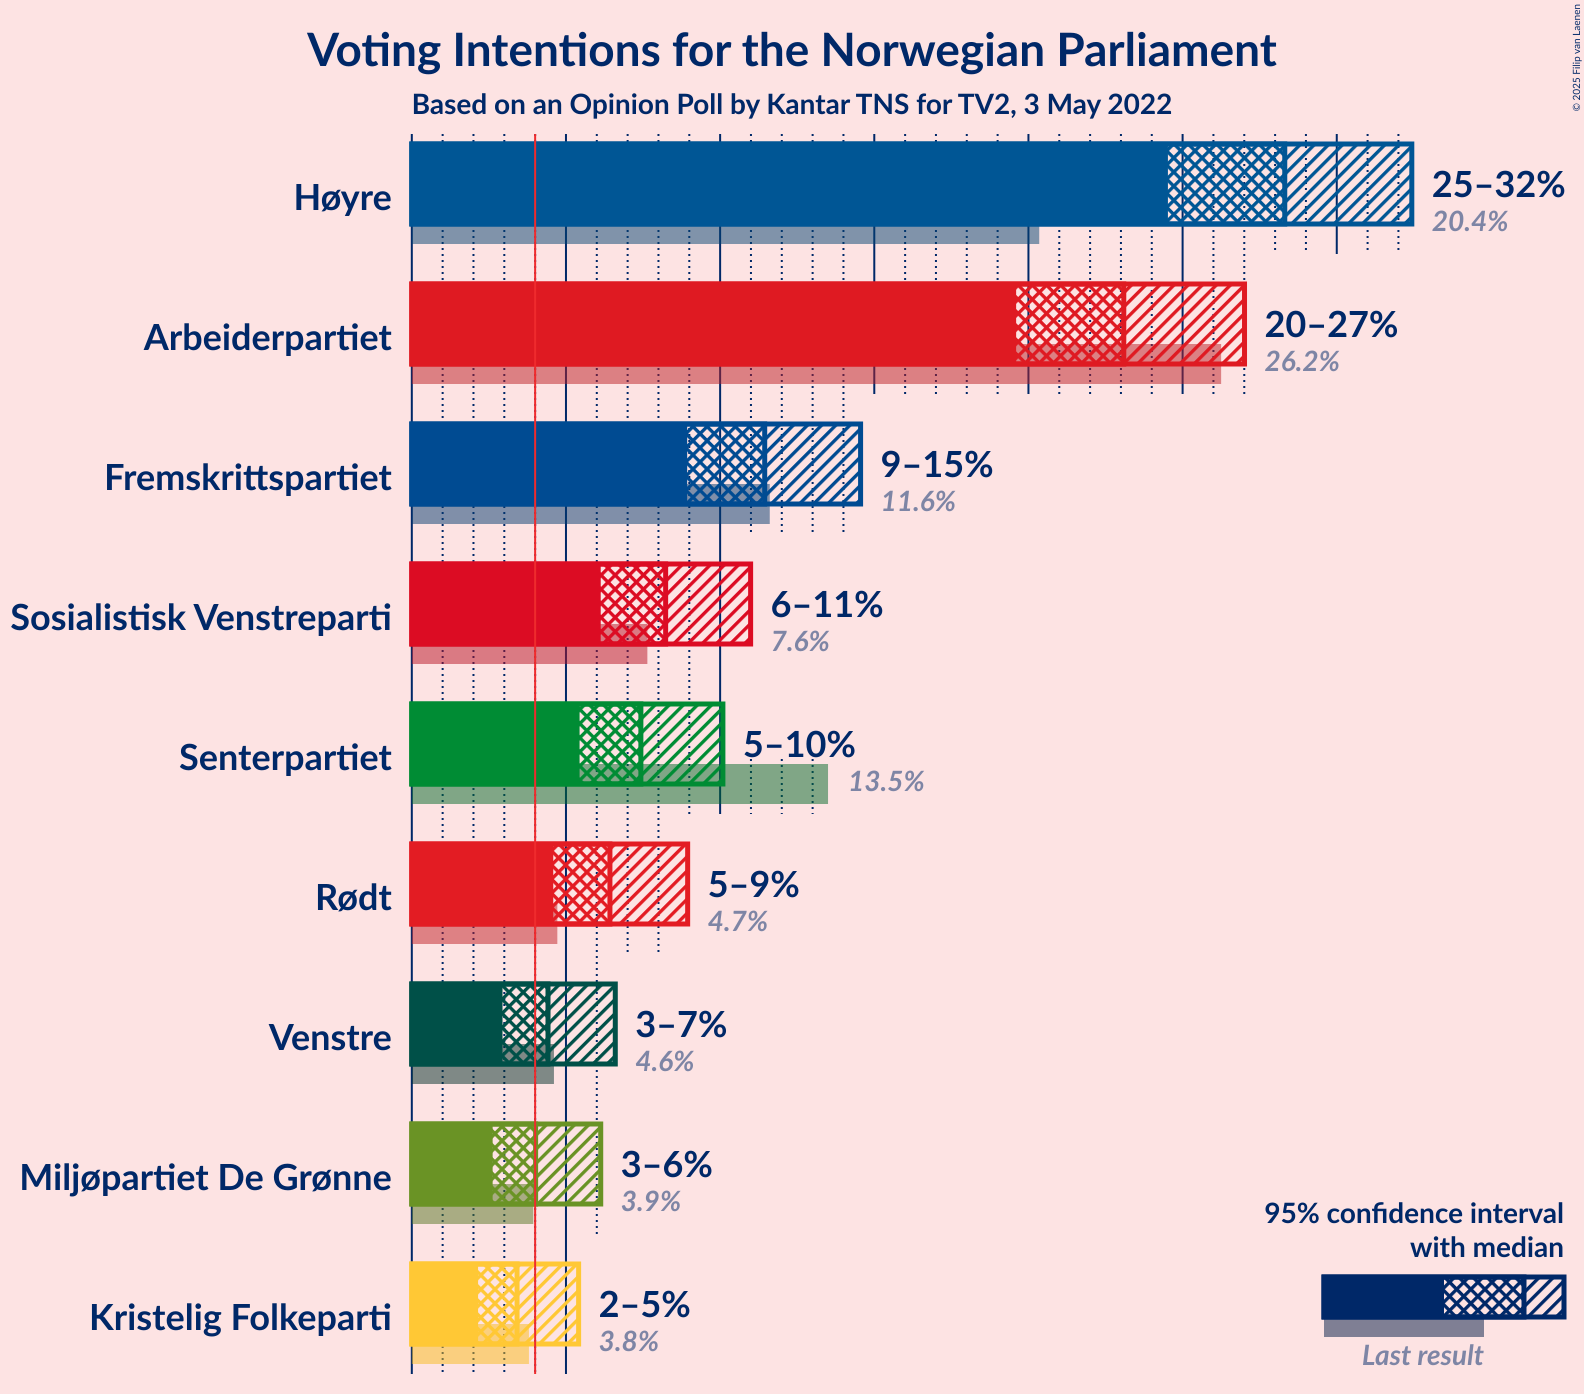 Voting Intentions for the Norwegian Parliament
Based on an Opinion Poll by Kantar TNS for TV2, 3 May 2022
© 2025 Filip van Laenen
Høyre
25–32%
20.4%
Arbeiderpartiet
20–27%
26.2%
Fremskrittspartiet
9–15%
11.6%
Sosialistisk Venstreparti
6–11%
7.6%
Senterpartiet
5–10%
13.5%
Rødt
5–9%
4.7%
Venstre
3–7%
4.6%
Miljøpartiet De Grønne
3–6%
3.9%
Kristelig Folkeparti
2–5%
3.8%
95% confidence interval
with median
Last result